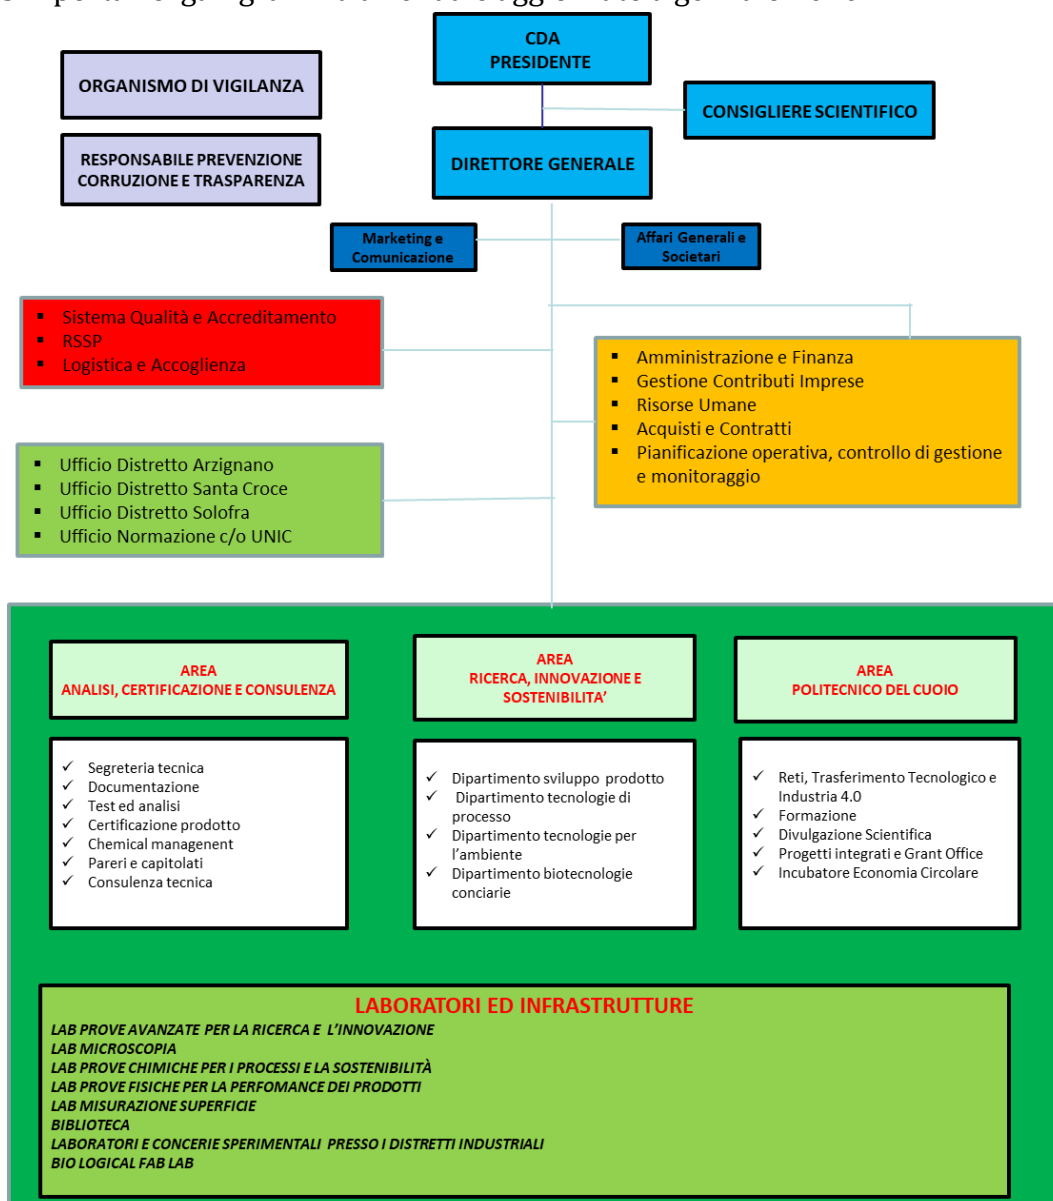 CDA
PRESIDENTE
ORGANISMO DI VIGILANZA
CONSIGLIERE SCIENTIFICO
RESPONSABILE PREVENZIONE
CORRUZIONE E TRASPARENZA
DIRETTORE GENERALE
Marketing e
Comunicazione
Affari Generali e
Societari
▪ Sistema Qualità e Accreditamento
▪ RSSP
▪ Logistica e Accoglienza
▪ Amministrazione e Finanza
▪ Gestione Contributi Imprese
▪ Risorse Umane
▪ Acquisti e Contratti
▪ Pianificazione operativa, controllo di gestione
e monitoraggio
▪ Ufficio Distretto Arzignano
▪ Ufficio Distretto Santa Croce
▪ Ufficio Distretto Solofra
▪ Ufficio Normazione c/o UNIC
AREA
ANALISI, CERTIFICAZIONE E CONSULENZA
AREA
RICERCA, INNOVAZIONE E
SOSTENIBILITA’
AREA
POLITECNICO DEL CUOIO
✓ Segreteria tecnica
✓ Documentazione
✓ Test ed analisi
✓ Certificazione prodotto
✓ Chemical managenent
✓ Pareri e capitolati
✓ Consulenza tecnica
✓ Dipartimento sviluppo prodotto
✓ Dipartimento tecnologie di
processo
✓ Dipartimento tecnologie per
l’ambiente
✓ Dipartimento biotecnologie
conciarie
✓ Reti, Trasferimento Tecnologico e
Industria 4.0
✓ Formazione
✓ Divulgazione Scientifica
✓ Progetti integrati e Grant Office
✓ Incubatore Economia Circolare
LABORATORI ED INFRASTRUTTURE
LAB PROVE AVANZATE PER LA RICERCA E L’INNOVAZIONE
LAB MICROSCOPIA
LAB PROVE CHIMICHE PER I PROCESSI E LA SOSTENIBILITÀ
LAB PROVE FISICHE PER LA PERFOMANCE DEI PRODOTTI
LAB MISURAZIONE SUPERFICIE
BIBLIOTECA
LABORATORI E CONCERIE SPERIMENTALI PRESSO I DISTRETTI INDUSTRIALI
BIO LOGICAL FAB LAB